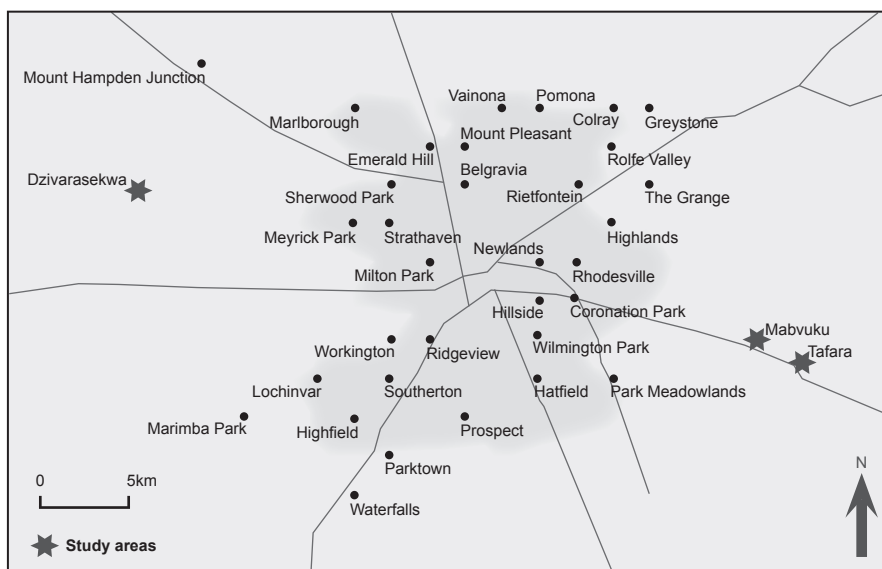 Mount Hampden Junction
Vainona
Pomona
Marlborough
Mount Pleasant
Colray
Greystone
Emerald Hill
Belgravia
Rolfe Valley
Dzivarasekwa
Sherwood Park
Rietfontein
The Grange
Meyrick Park
Strathaven
Newlands
Highlands
Milton Park
Rhodesville
Hillside
Coronation Park
Mabvuku
Workington
Ridgeview
Wilmington Park
Tafara
Lochinvar
Southerton
Hatfield
Park Meadowlands
Marimba Park
Highfield
Prospect
Parktown
N
0 5km
Waterfalls
Study areas